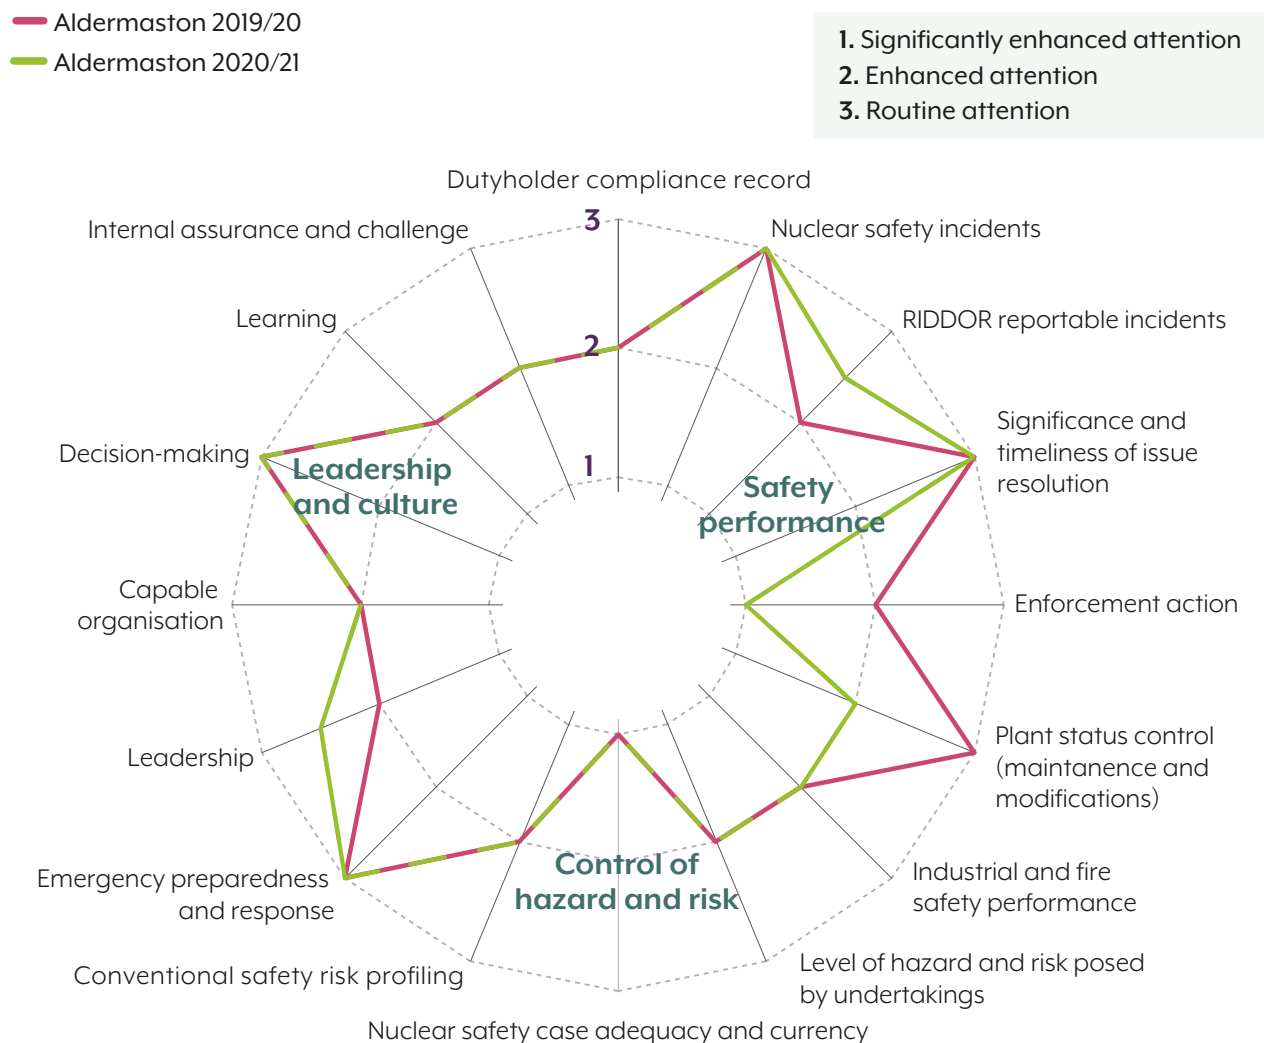 Aldermaston 2019/20
Aldermaston 2020/21
1. Significantly enhanced attention
2. Enhanced attention
3. Routine attention
Dutyholder compliance record
Internal assurance and challenge
3
Nuclear safety incidents
Learning
RIDDOR reportable incidents
2
Decision-making
Leadership
and culture
1
Safety
performance
Significance and
timeliness of issue
resolution
Capable
organisation
Enforcement action
Leadership
Plant status control
(maintanence and
modifications)
Emergency preparedness
and response
Control of
hazard and risk
Industrial and fire
safety performance
Conventional safety risk profiling
Level of hazard and risk posed
by undertakings
Nuclear safety case adequacy and currency